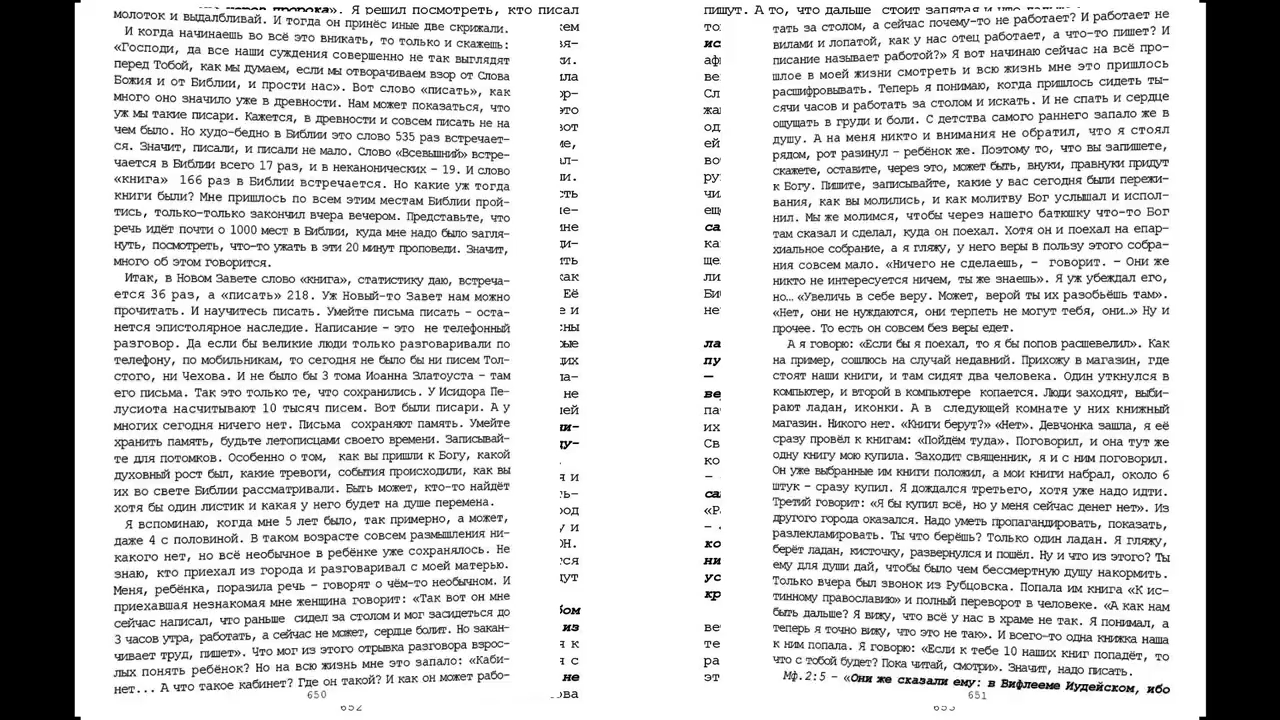 пророка». Я решил посмотреть, кто писал
молоток и выдалбливай. И тогда он принёс иные две скрижали.
И когда начинаешь во всё это вникать, то только и скажешь:
«Господи, да все наши суждения совершенно не так выглядят
перед Тобой, как мы думаем, если мы отворачиваем взор от Слова
Божия и от Библии, и прости нас». Вот слово «писать», как
много оно значило уже в древности. Нам может показаться, что
уж мы такие писари. Кажется, в древности и совсем писать не на
чем было. Но худо-бедно в Библии это слово 535 раз встречает-
ся. Значит, писали, и писали не мало. Слово «Всевышний» встре-
чается в Библии всего 17 раз, и в неканонических – 19. И слово
«книга» 166 раз в Библии встречается. Но какие уж тогда
книги были? Мне пришлось по всем этим местам Библии прой-
тись, только-только закончил вчера вечером. Представьте, что
речь идёт почти о 1000 мест в Библии, куда мне надо было загля-
нуть, посмотреть, что-то ужать в эти 20 минут проповеди. Значит,
много об этом говорится.
Итак, в Новом Завете слово «книга», статистику даю, встреча-
ется 36 раз, а «писать» 218. Уж Новый-то Завет нам можно
прочитать. И научитесь писать. Умейте письма писать – оста-
нется эпистолярное наследие. Написание – это не телефонный
разговор. Да если бы великие люди только разговаривали по
телефону, по мобильникам, то сегодня не было бы ни писем Тол-
стого, ни Чехова. И не было бы 3 тома Иоанна Златоуста – там
его письма. Так это только те, что сохранились. У Исидора Пе-
лусиота насчитывают 10 тысяч писем. Вот были писари. А у
многих сегодня ничего нет. Письма сохраняют память. Умейте
хранить память, будьте летописцами своего времени. Записывай-
те для потомков. Особенно о том, как вы пришли к Богу, какой
духовный рост был, какие тревоги, события происходили, как вы
их во свете Библии рассматривали. Быть может, кто-то найдёт
хотя бы один листик и какая у него будет на душе перемена.
Я вспоминаю, когда мне 5 лет было, так примерно, а может,
даже 4 с половиной. В таком возрасте совсем размышления ни-
какого нет, но всё необычное в ребёнке уже сохранялось. Не
знаю, кто приехал из города и разговаривал с моей матерью.
Меня, ребёнка, поразила речь – говорят о чём-то необычном. И
приехавшая незнакомая мне женщина говорит: «Так вот он мне
сейчас написал, что раньше сидел за столом и мог засидеться до
3 часов утра, работать, а сейчас не может, сердце болит. Но закан-
чивает труд, пишет». Что мог из этого отрывка разговора взрос-
лых понять ребёнок? Но на всю жизнь мне это запало: «Каби-
нет... А что такое кабинет? Где он такой? И как он может рабо-
650
652
пишут. А то, что дальше стоит запятая и
тать за столом, а сейчас почему-то не работает? И работает не
вилами и лопатой, как у нас отец работает, а что-то пишет? И
писание называет работой?» Я вот начинаю сейчас на всё про-
шлое в моей жизни смотреть и всю жизнь мне это пришлось
расшифровывать. Теперь я понимаю, когда пришлось сидеть ты-
сячи часов и работать за столом и искать. И не спать и сердце
ощущать в груди и боли. С детства самого раннего запало же в
душу. А на меня никто и внимания не обратил, что я стоял
рядом, рот разинул – ребёнок же. Поэтому то, что вы запишете,
скажете, оставите, через это, может быть, внуки, правнуки придут
к Богу. Пишите, записывайте, какие у вас сегодня были пережи-
вания, как вы молились, и как молитву Бог услышал и испол-
нил. Мы же молимся, чтобы через нашего батюшку что-то Бог
там сказал и сделал, куда он поехал. Хотя он и поехал на епар-
хиальное собрание, а я гляжу, у него веры в пользу этого собра-
ния совсем мало. «Ничего не сделаешь, – говорит. – Они же
никто не интересуется ничем, ты же знаешь». Я уж убеждал его,
но… «Увеличь в себе веру. Может, верой ты их разобьёшь там».
«Нет, они не нуждаются, они терпеть не могут тебя, они…» Ну и
прочее. То есть он совсем без веры едет.
А я говорю: «Если бы я поехал, то я бы попов расшевелил». Как
на пример, сошлюсь на случай недавний. Прихожу в магазин, где
стоят наши книги, и там сидят два человека. Один уткнулся в
компьютер, и второй в компьютере копается. Люди заходят, выби-
рают ладан, иконки. А в следующей комнате у них книжный
магазин. Никого нет. «Книги берут?» «Нет». Девчонка зашла, я её
сразу провёл к книгам: «Пойдём туда». Поговорил, и она тут же
одну книгу мою купила. Заходит священник, я и с ним поговорил.
Он уже выбранные им книги положил, а мои книги набрал, около 6
штук – сразу купил. Я дождался третьего, хотя уже надо идти.
Третий говорит: «Я бы купил всё, но у меня сейчас денег нет». Из
другого города оказался. Надо уметь пропагандировать, показать,
разрекламировать. Ты что берёшь? Только один ладан. Я гляжу,
берёт ладан, кисточку, развернулся и пошёл. Ну и что из этого? Ты
ему для души дай, чтобы было чем бессмертную душу накормить.
Только вчера был звонок из Рубцовска. Попала им книга «К ис-
тинному православию» и полный переворот в человеке. «А как нам
быть дальше? Я вижу, что всё у нас в храме не так. Я понимал, а
теперь я точно вижу, что это не так». И всего-то одна книжка наша
к ним попала. Я говорю: «Если к тебе 10 наших книг попадёт, то
что с тобой будет? Пока читай, смотри». Значит, надо писать.
Мф.2:5 – «Они же сказали ему: в Вифлееме Иудейском, ибо
651
653